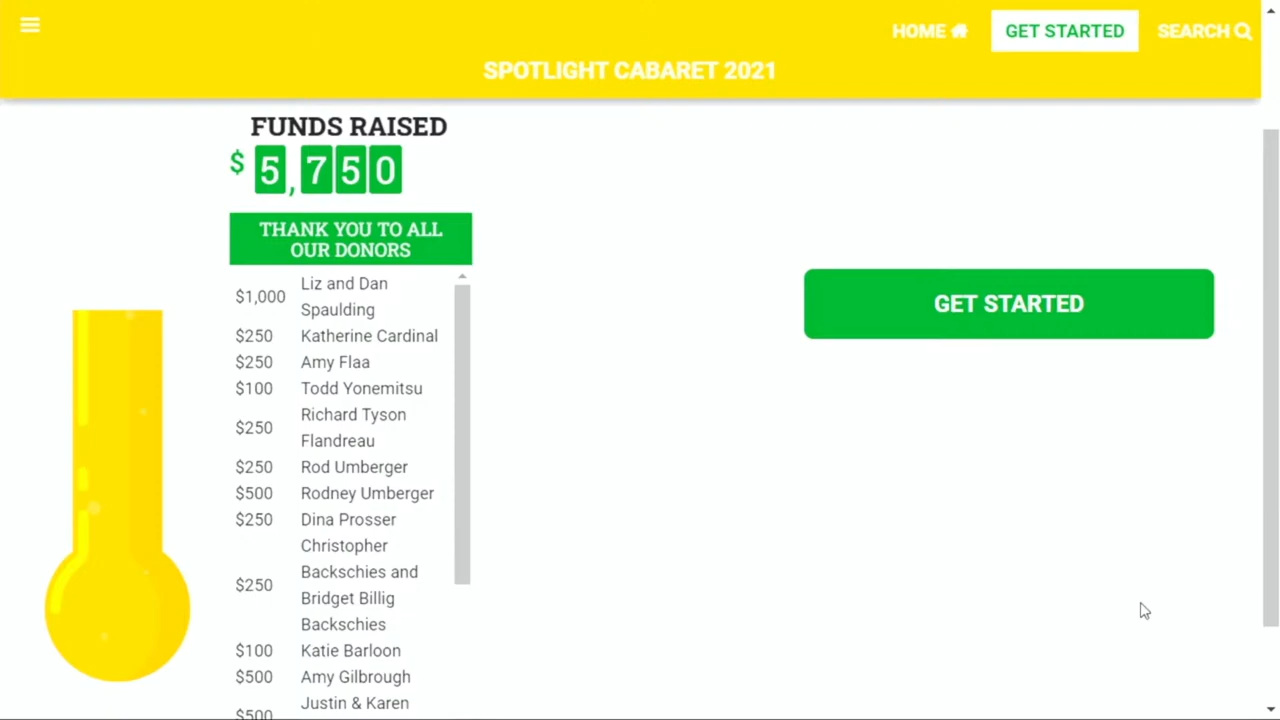 HOME
GET STARTED
SEARCH
SPOTLIGHT CABARET 2021
FUNDS RAISED
$ 5,750
THANK YOU TO ALL
OUR DONORS
$1,000 Liz and Dan
Spaulding
$250 Katherine Cardinal
$250 Amy Flaa
$100 Todd Yonemitsu
$250 Richard Tyson
Flandreau
$250 Rod Umberger
$500 Rodney Umberger
$250 Dina Prosser
$250 Christopher
Backschies and
Bridget Billig
Backschies
$100 Katie Barloon
$500 Amy Gilbrough
$500 Justin & Karen
GET STARTED